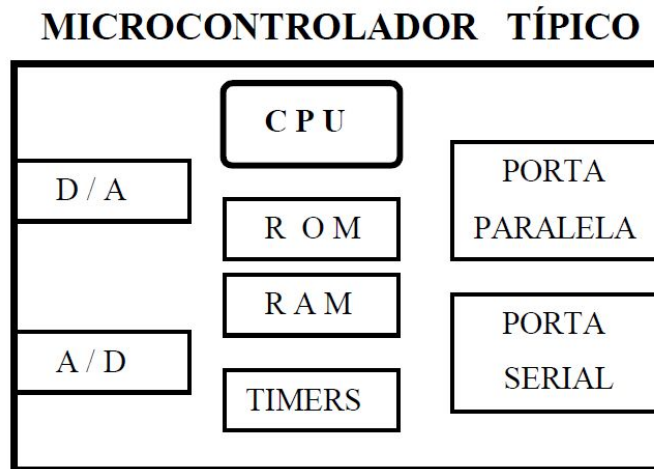 MICROCONTROLADOR TÍPICO
C P U
D / A
R O M
R A M
A / D
TIMERS
PORTA
PARALELA
PORTA
SERIAL